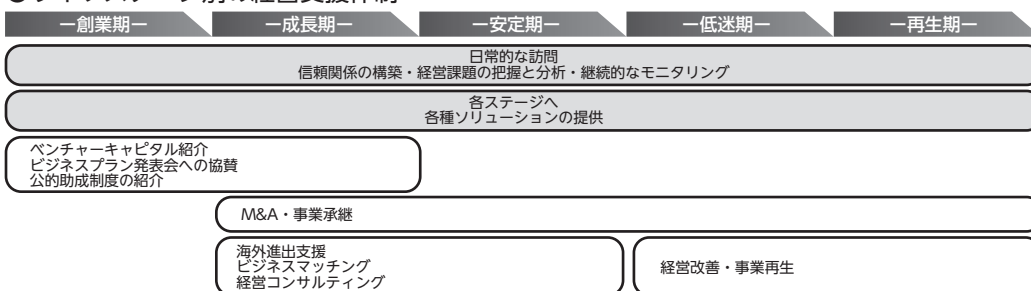 ー創業期ー
ー成長期ー
ー安定期ー
ー低迷期ー
ー再生期ー
日常的な訪問
信頼関係の構築・経営課題の把握と分析・継続的なモニタリング
各ステージへ
各種ソリューションの提供
ベンチャーキャピタル紹介
ビジネスプラン発表会への協賛
公的助成制度の紹介
M&A・事業承継
海外進出支援
ビジネスマッチング
経営コンサルティング
経営改善・事業再生